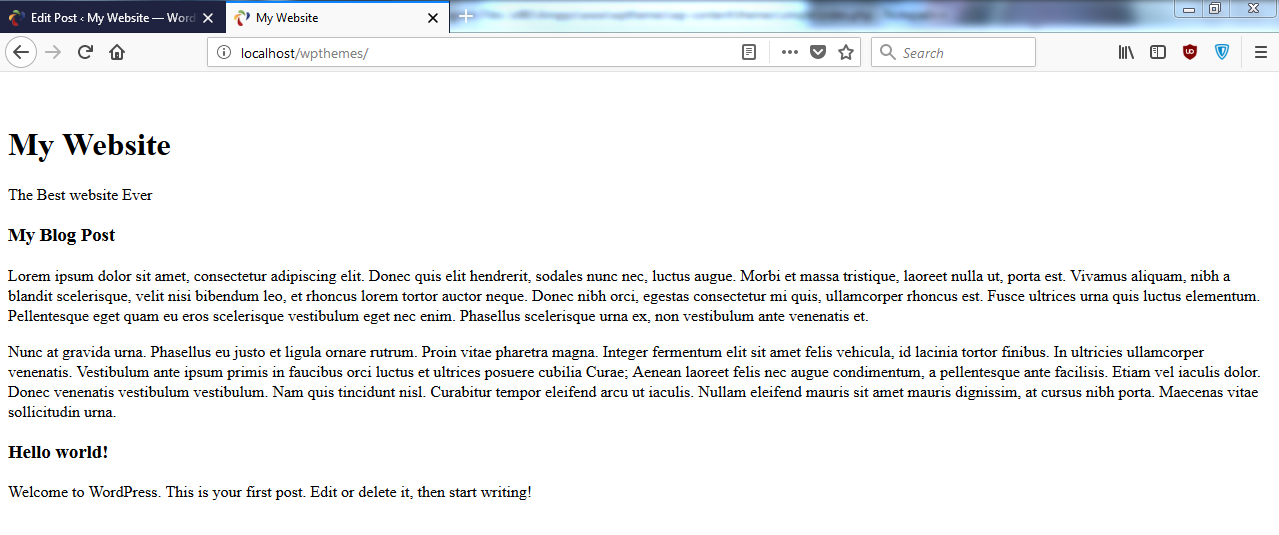 Edit Post ‹ My Website — Word
My Website
localhost/wpthemes/
Search
My Website
The Best website Ever
My Blog Post
Lorem ipsum dolor sit amet, consectetur adipiscing elit. Donec quis elit hendrerit, sodales nunc nec, luctus augue. Morbi et massa tristique, laoreet nulla ut, porta est. Vivamus aliquam, nibh a
blandit scelerisque, velit nisi bibendum leo, et rhoncus lorem tortor auctor neque. Donec nibh orci, egestas consectetur mi quis, ullamcorper rhoncus est. Fusce ultrices urna quis luctus elementum.
Pellentesque eget quam eu eros scelerisque vestibulum eget nec enim. Phasellus scelerisque urna ex, non vestibulum ante venenatis et.
Nunc at gravida urna. Phasellus eu justo et ligula ornare rutrum. Proin vitae pharetra magna. Integer fermentum elit sit amet felis vehicula, id lacinia tortor finibus. In ultricies ullamcorper
venenatis. Vestibulum ante ipsum primis in faucibus orci luctus et ultrices posuere cubilia Curae; Aenean laoreet felis nec augue condimentum, a pellentesque ante facilisis. Etiam vel iaculis dolor.
Donec venenatis vestibulum vestibulum. Nam quis tincidunt nisl. Curabitur tempor eleifend arcu ut iaculis. Nullam eleifend mauris sit amet mauris dignissim, at cursus nibh porta. Maecenas vitae
sollicitudin urna.
Hello world!
Welcome to WordPress. This is your first post. Edit or delete it, then start writing!